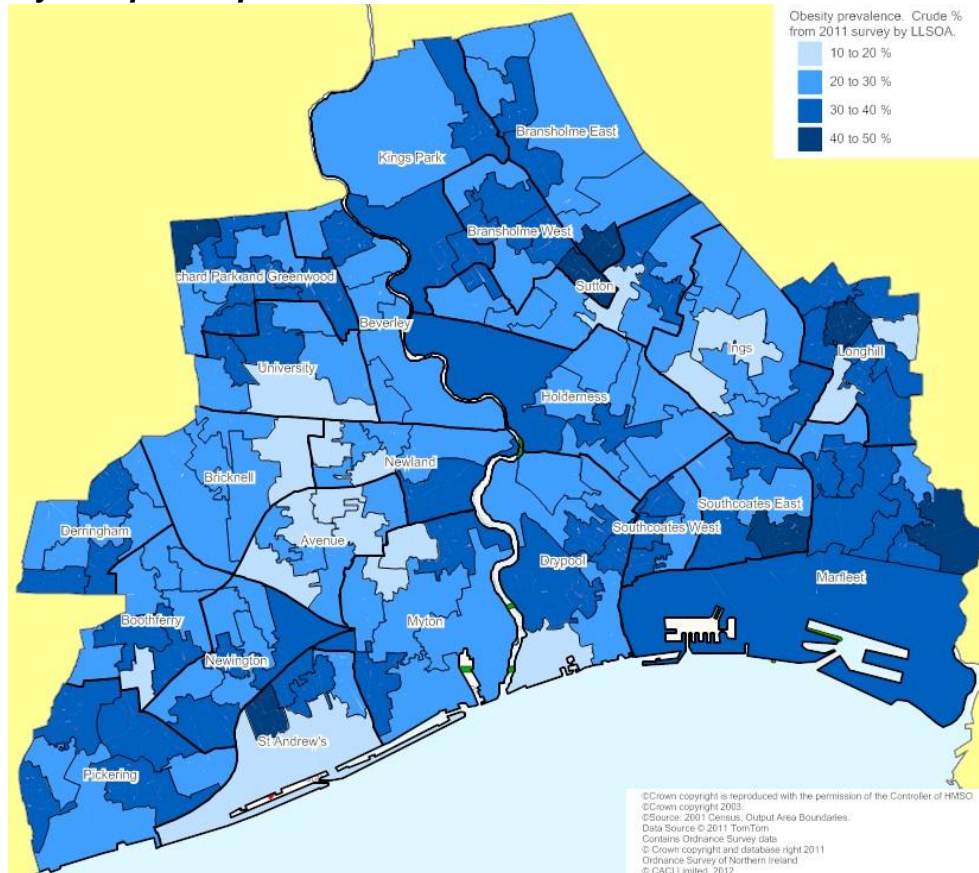 Obesity prevalence. Crude %
from 2011 survey by LLSOA.
10 to 20 %
20 to 30 %
30 to 40 %
40 to 50 %
Kings Park
Bransholme East
Bransholme West
Sutton
chard Park and Greenwood
Beverley
University
Ings
Longhill
Holderness
Bricknell
Newland
Southcoates East
Derringham
Avenue
Southcoates West
Drypool
Marfleet
Boothferry
Myton
Newington
St Andrew's
Pickering
©Crown copyright is reproduced with the permission of the Controller of HMSO
©Crown copyright 2003.
©Source: 2001 Census, Output Area Boundaries.
Data Source © 2011 TomTom
Contains Ordnance Survey data
© Crown copyright and database right 2011
Ordnance Survey of Northern Ireland
© CACI Limited, 2012